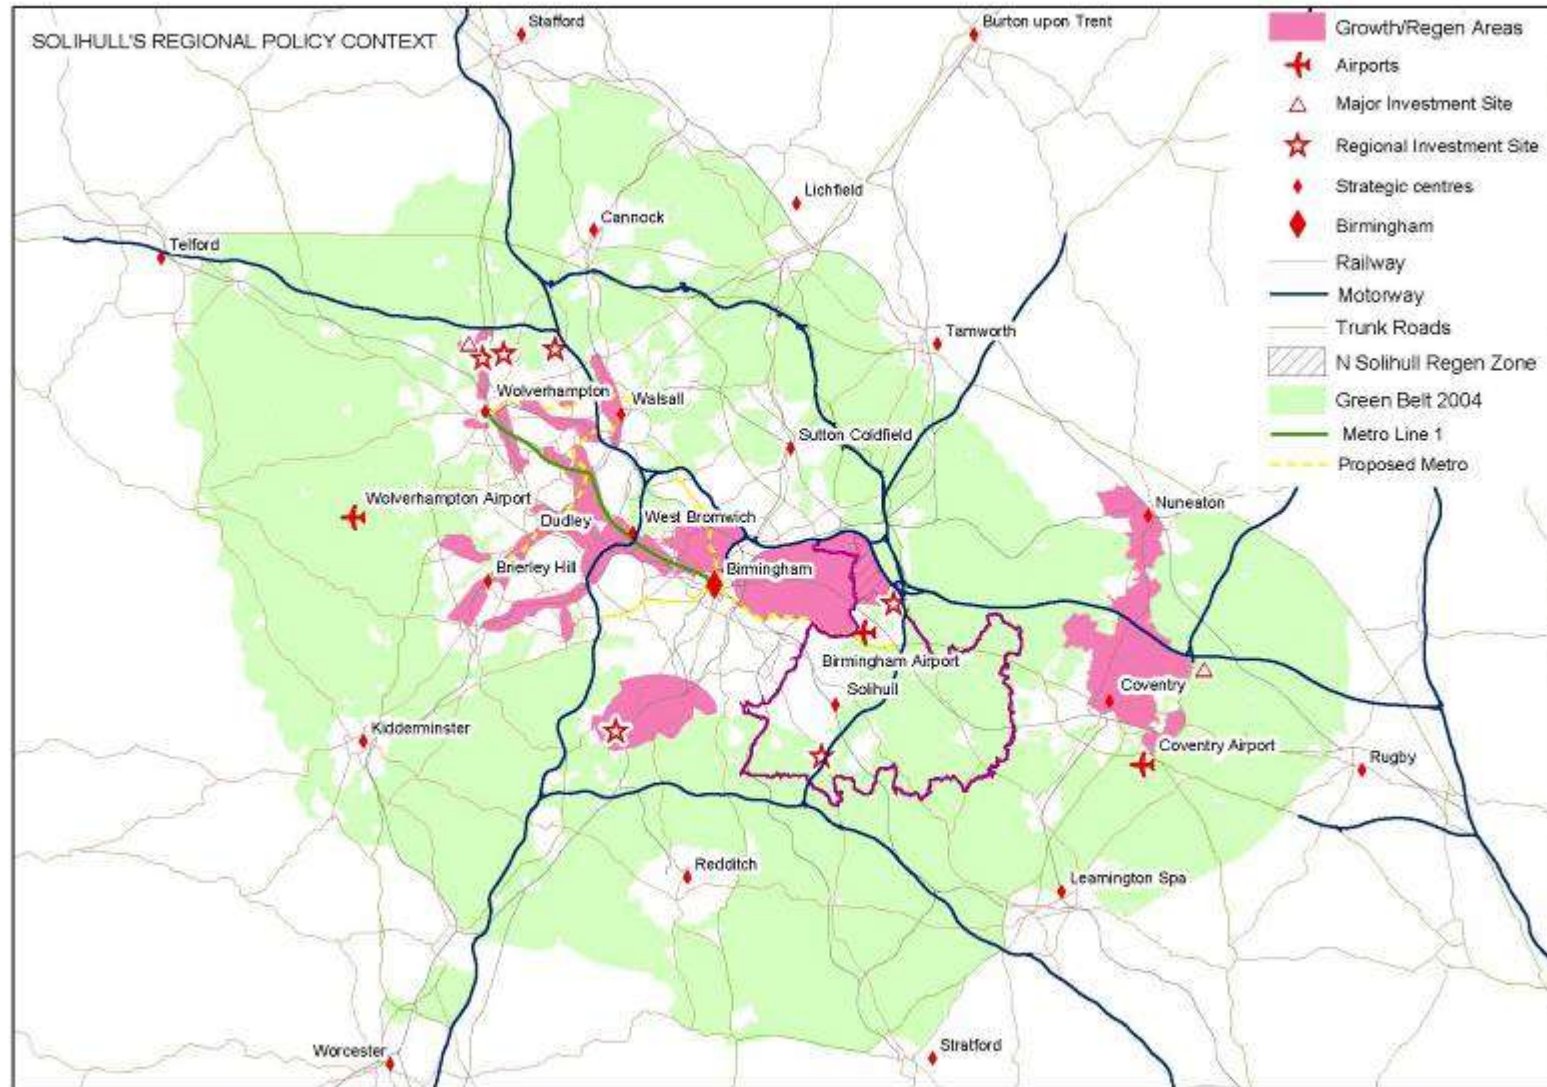 SOLIHULL'S REGIONAL POLICY CONTEXT
Stafford
Burton upon Trent
Growth/Regen Areas
Airports
Major Investment Site
Regional Investment Site
Strategic centres
Birmingham
Railway
Motorway
Trunk Roads
N Solihull Regen Zone
Green Belt 2004
Metro Line 1
Proposed Metro
Lichfield
Cannock
Telford
Tamworth
Wolverhampton
Walsall
Sutton Coldfield
Wolverhampton Airport
Nuneaton
Dudley
West Bromwich
Brierley Hill
Birmingham
Birmingham Airport
Solihull
Coventry
Kidderminster
Coventry Airport
Rugby
Redditch
Leamington Spa
Worcester
Stratford